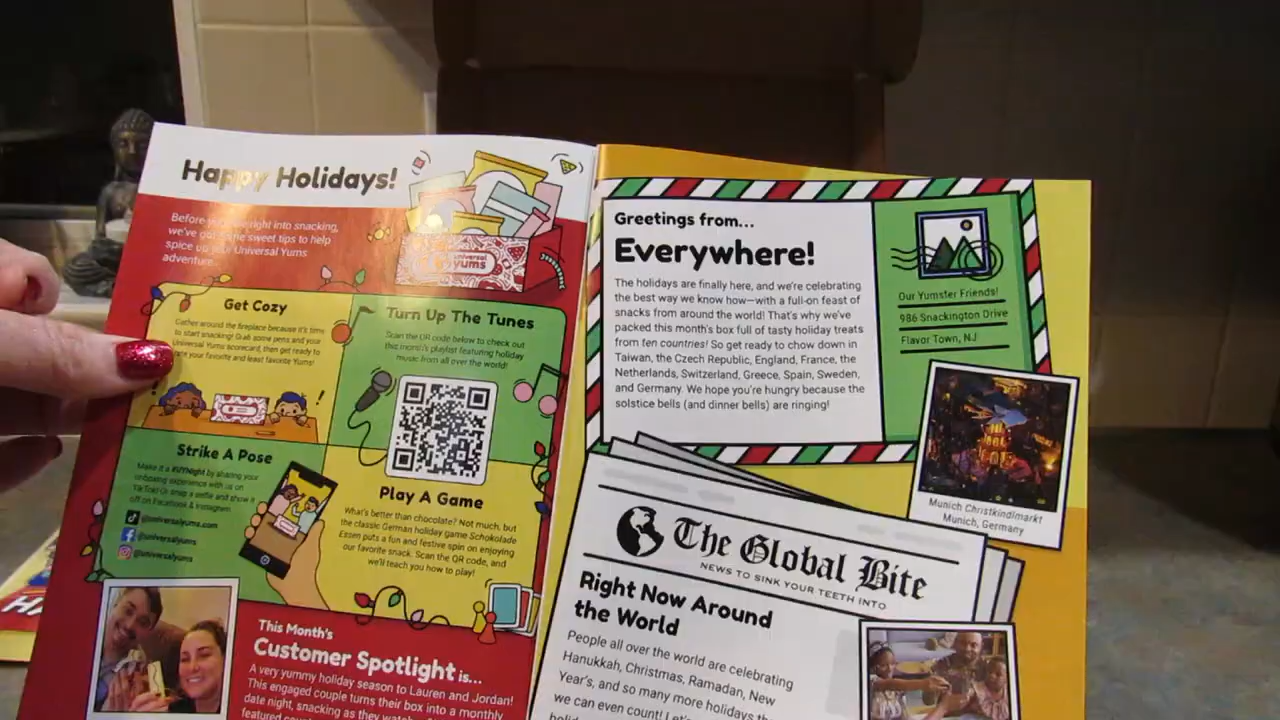 Happy Holidays!
Before you right into snacking,
we've got some sweet tips to help
spice up your Universal Yums
adventure.
universal
yums
Get Cozy
Gather around the fireplace because it's time
to start snacking! Grab some pens and your
Universal Yums scorecard, then get ready to
rate your favorite and least favorite Yums!
Turn Up The Tunes
Scan the QR code below to check out
this month's playlist featuring holiday
music from all over the world!
Strike A Pose
Make it a #UYNight by sharing your
unboxing experience with us on
TikTok! Or snap a selfie and show it
off on Facebook & Instagram.
@universalyums.com
@universalyums
@universalyums
Play A Game
What's better than chocolate? Not much, but
the classic German holiday game Schokolade
Essen puts a fun and festive spin on enjoying
our favorite snack. Scan the QR code, and
we'll teach you how to play!
This Month's
Customer Spotlight is...
A very yummy holiday season to Lauren and Jordan!
This engaged couple turns their box into a monthly
date night, snacking as they
Greetings from...
Everywhere!
The holidays are finally here, and we're celebrating
the best way we know how—with a full-on feast of
snacks from around the world! That's why we've
packed this month's box full of tasty holiday treats
from ten countries! So get ready to chow down in
Taiwan, the Czech Republic, England, France, the
Netherlands, Switzerland, Greece, Spain, Sweden,
and Germany. We hope you're hungry because the
solstice bells (and dinner bells) are ringing!
Our Yumster Friends!
986 Snackington Drive
Flavor Town, NJ
Munich Christkindlmarkt
Munich, Germany
The Global Bite
NEWS TO SINK YOUR TEETH INTO
Right Now Around
the World
People all over the world are celebrating
Hanukkah, Christmas, Ramadan, New
Year's, and so many more holidays
we can even count!